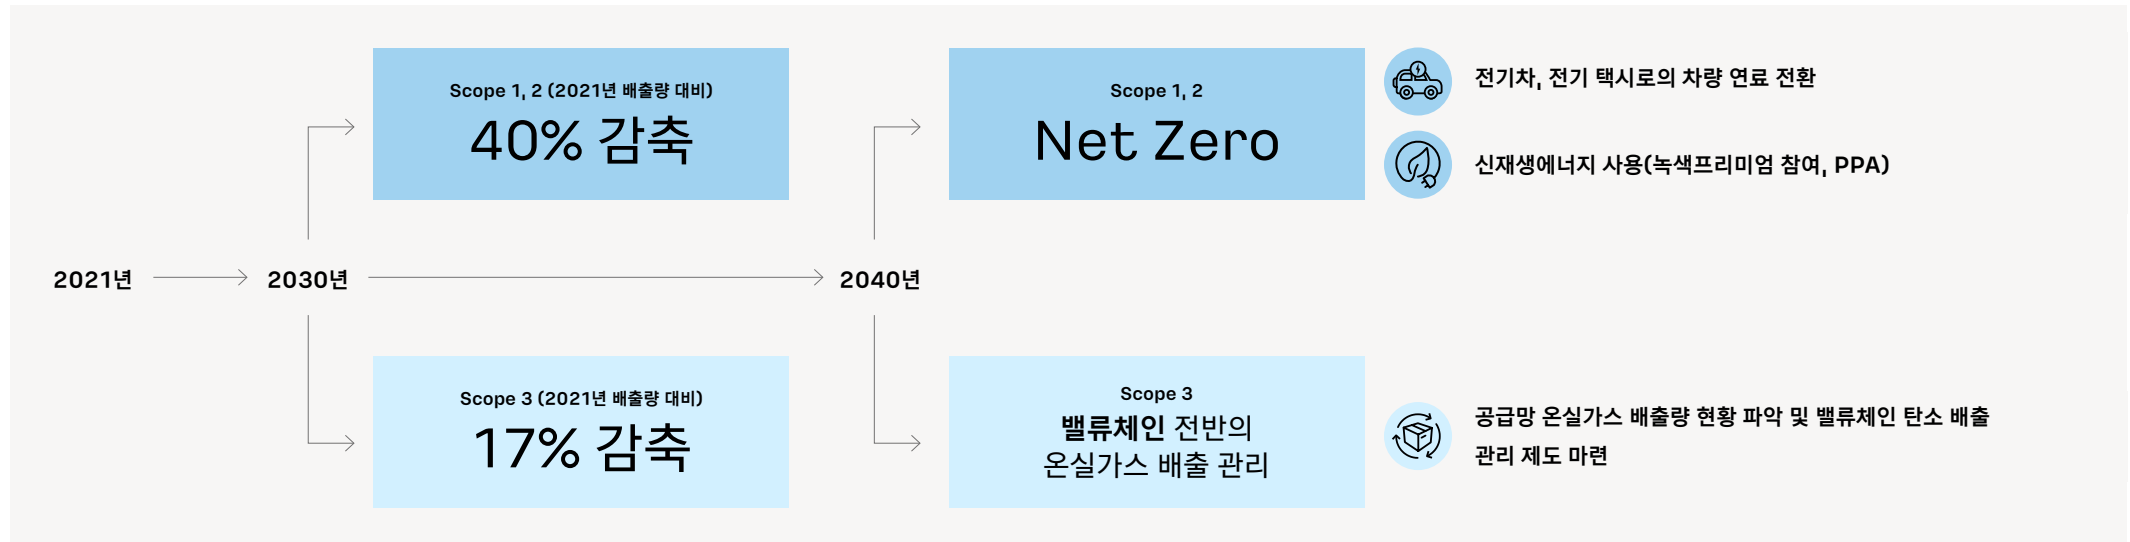 2021년
2030년
Scope 1, 2 (2021년 배출량 대비)
40% 감축
Scope 3 (2021년 배출량 대비)
17% 감축
2040년
Scope 1, 2
Net Zero
전기차, 전기 택시로의 차량 연료 전환
신재생에너지 사용(녹색프리미엄 참여, PPA)
Scope 3
밸류체인 전반의
온실가스 배출 관리
공급망 온실가스 배출량 현황 파악 및 밸류체인 탄소 배출
관리 제도 마련